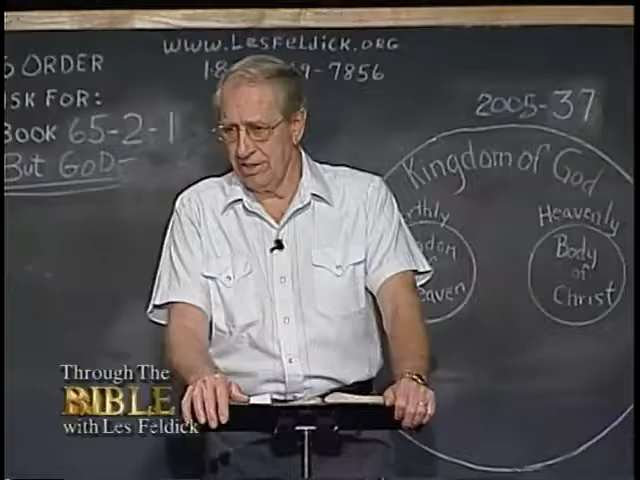 WWW.LESFELDICK.ORG
ORDER
FOR:
BOOK 65-2-1
BUT GOD-
-7856
2005-37
Kingdom of God
Heavenly
Body
of
Christ
Through The
BIBLE
with Les Feldick